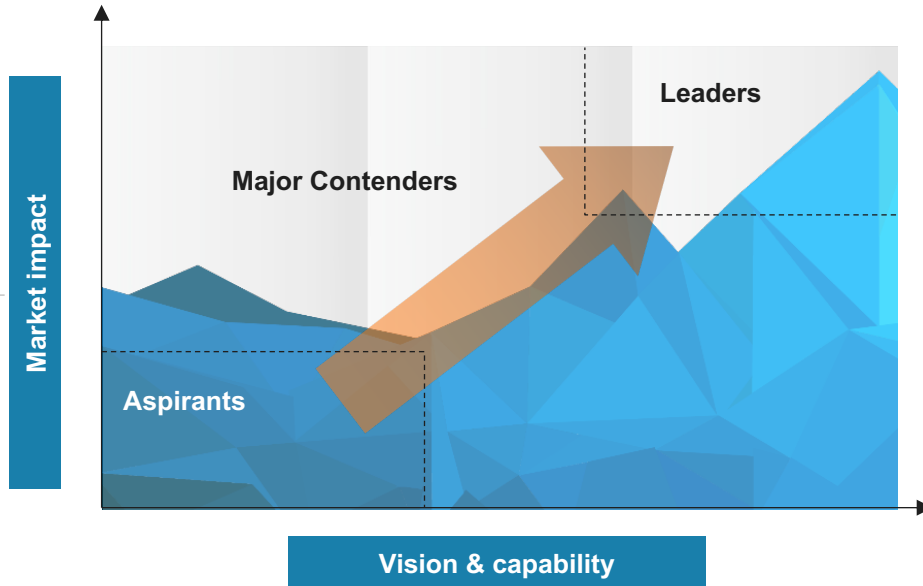 Leaders
Major Contenders
Market impact
Aspirants
Vision & capability